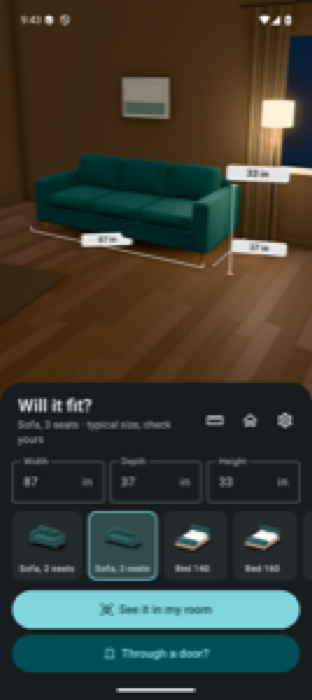 9:43
33 in
87 in
37 in
Will it fit?
Sofa, 3 seats · typical size, check
yours
Width
Depth
Height
87 in
37 in
33 in
Sofa, 2 seats
Sofa, 3 seats
Bed 140
Bed 160
See it in my room
Through a door?